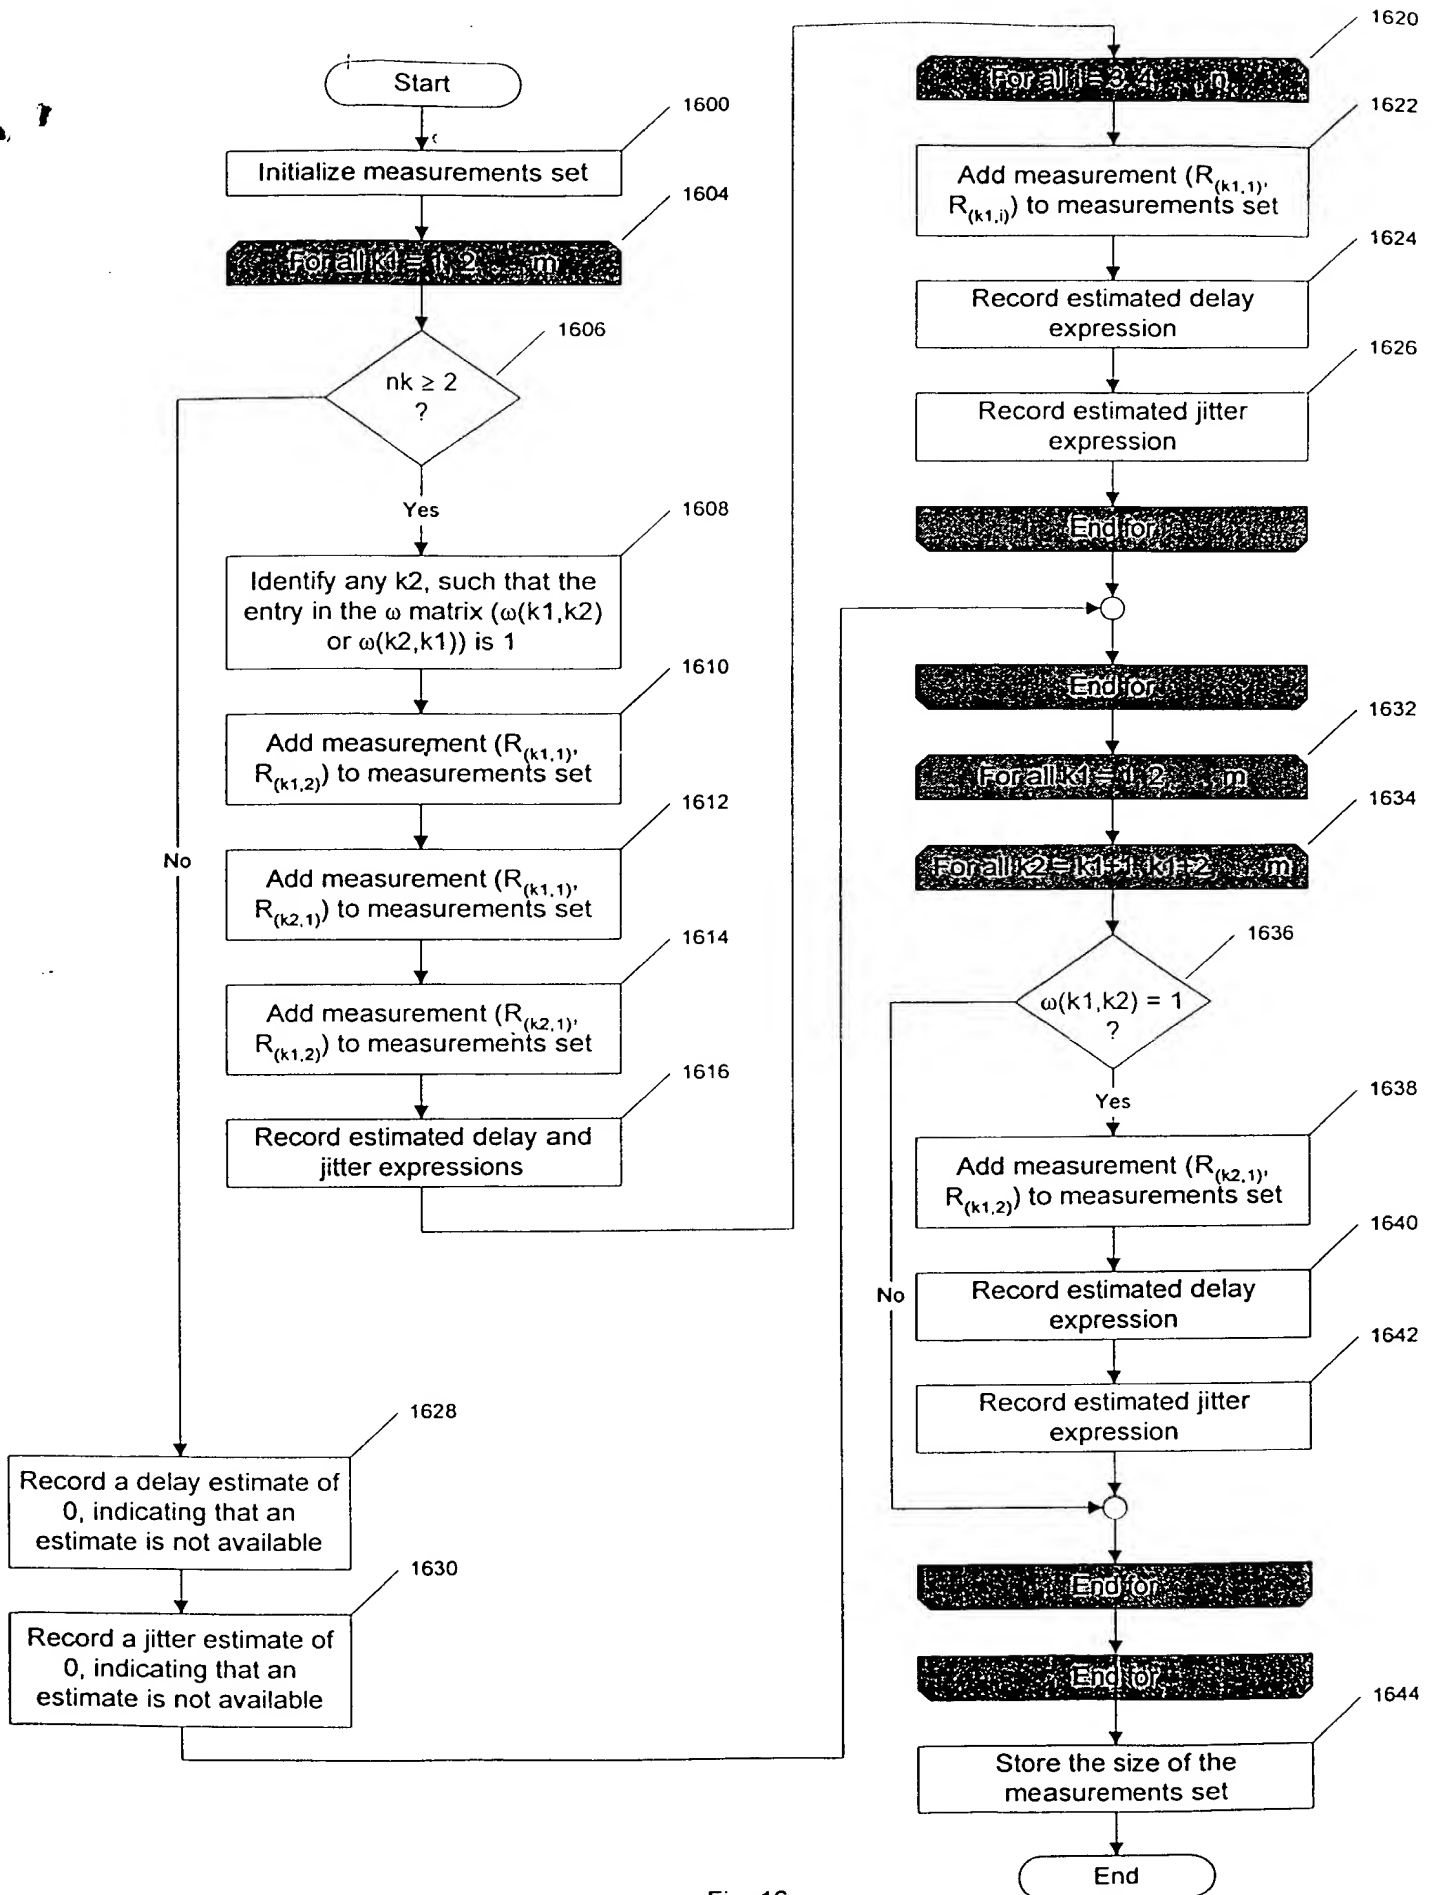 Start
1600
Initialize measurements set
1604
For all k1 = 1, 2 . . . m
1606
nk ≥ 2
?
Yes
No
1608
Identify any k2, such that the
entry in the ω matrix (ω(k1,k2)
or ω(k2,k1)) is 1
1610
Add measurement (R(k1,1),
R(k1,2)) to measurements set
1612
Add measurement (R(k1,1),
R(k2,1)) to measurements set
1614
Add measurement (R(k2,1),
R(k1,2)) to measurements set
1616
Record estimated delay and
jitter expressions
1628
Record a delay estimate of
0, indicating that an
estimate is not available
1630
Record a jitter estimate of
0, indicating that an
estimate is not available
1620
For all i = 3, 4 . . .
1622
Add measurement (R(k1,1),
R(k1,i)) to measurements set
1624
Record estimated delay
expression
1626
Record estimated jitter
expression
End for
End for
1632
For all k1 = 1, 2 . . . m
1634
For all k2 = k1+1, k1+2 . . . m
1636
ω(k1,k2) = 1
?
Yes
No
1638
Add measurement (R(k2,1),
R(k1,2)) to measurements set
1640
Record estimated delay
expression
1642
Record estimated jitter
expression
End for
End for
1644
Store the size of the
measurements set
End